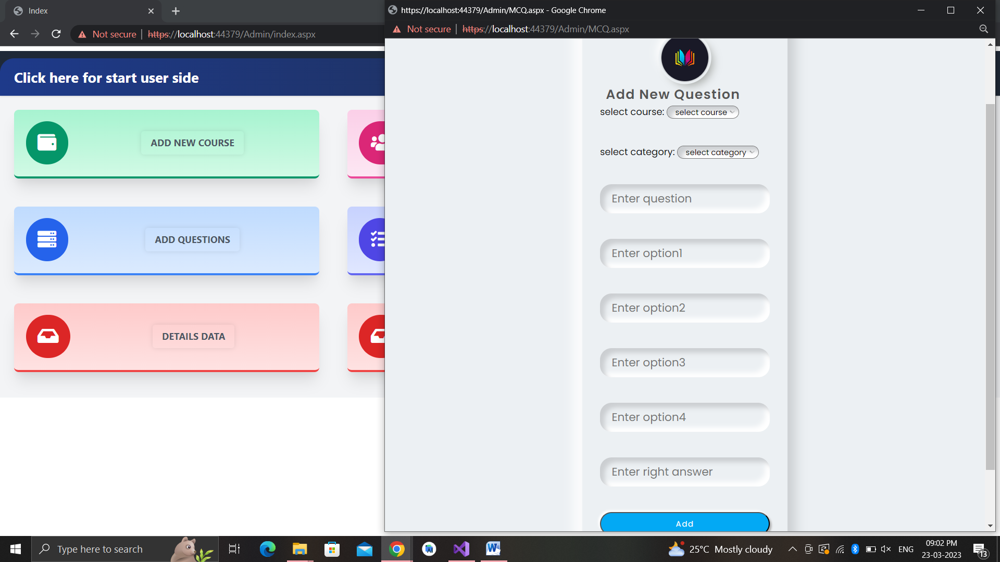 Index
Not secure
https://localhost:44379/Admin/index.aspx
Click here for start user side
ADD NEW COURSE
ADD QUESTIONS
DETAILS DATA
https://localhost:44379/Admin/MCQ.aspx - Google Chrome
Not secure
https://localhost:44379/Admin/MCQ.aspx
Add New Question
select course: select course
select category: select category
Enter question
Enter option1
Enter option2
Enter option3
Enter option4
Enter right answer
Add
Type here to search
25°C Mostly cloudy
ENG
09:02 PM
23-03-2023
13